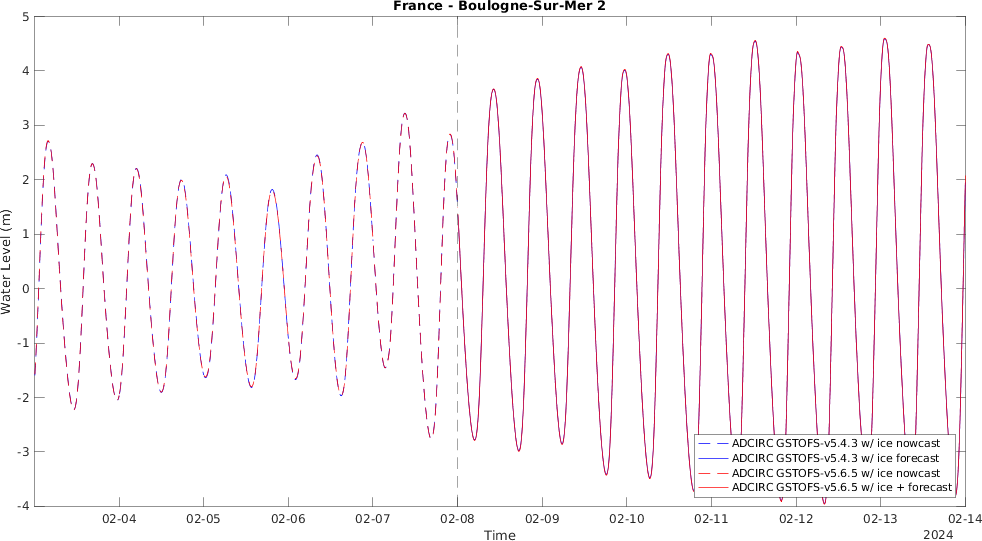 France - Boulogne-Sur-Mer 2
5
4
3
2
1
0
-1
-2
-3
-4
Water Level (m)
ADCIRC GSTOFS-v5.4.3 w/ ice nowcast
ADCIRC GSTOFS-v5.4.3 w/ ice forecast
ADCIRC GSTOFS-v5.6.5 w/ ice nowcast
ADCIRC GSTOFS-v5.6.5 w/ ice + forecast
02-04 02-05 02-06 02-07 02-08 02-09 02-10 02-11 02-12 02-13 02-14
Time
2024